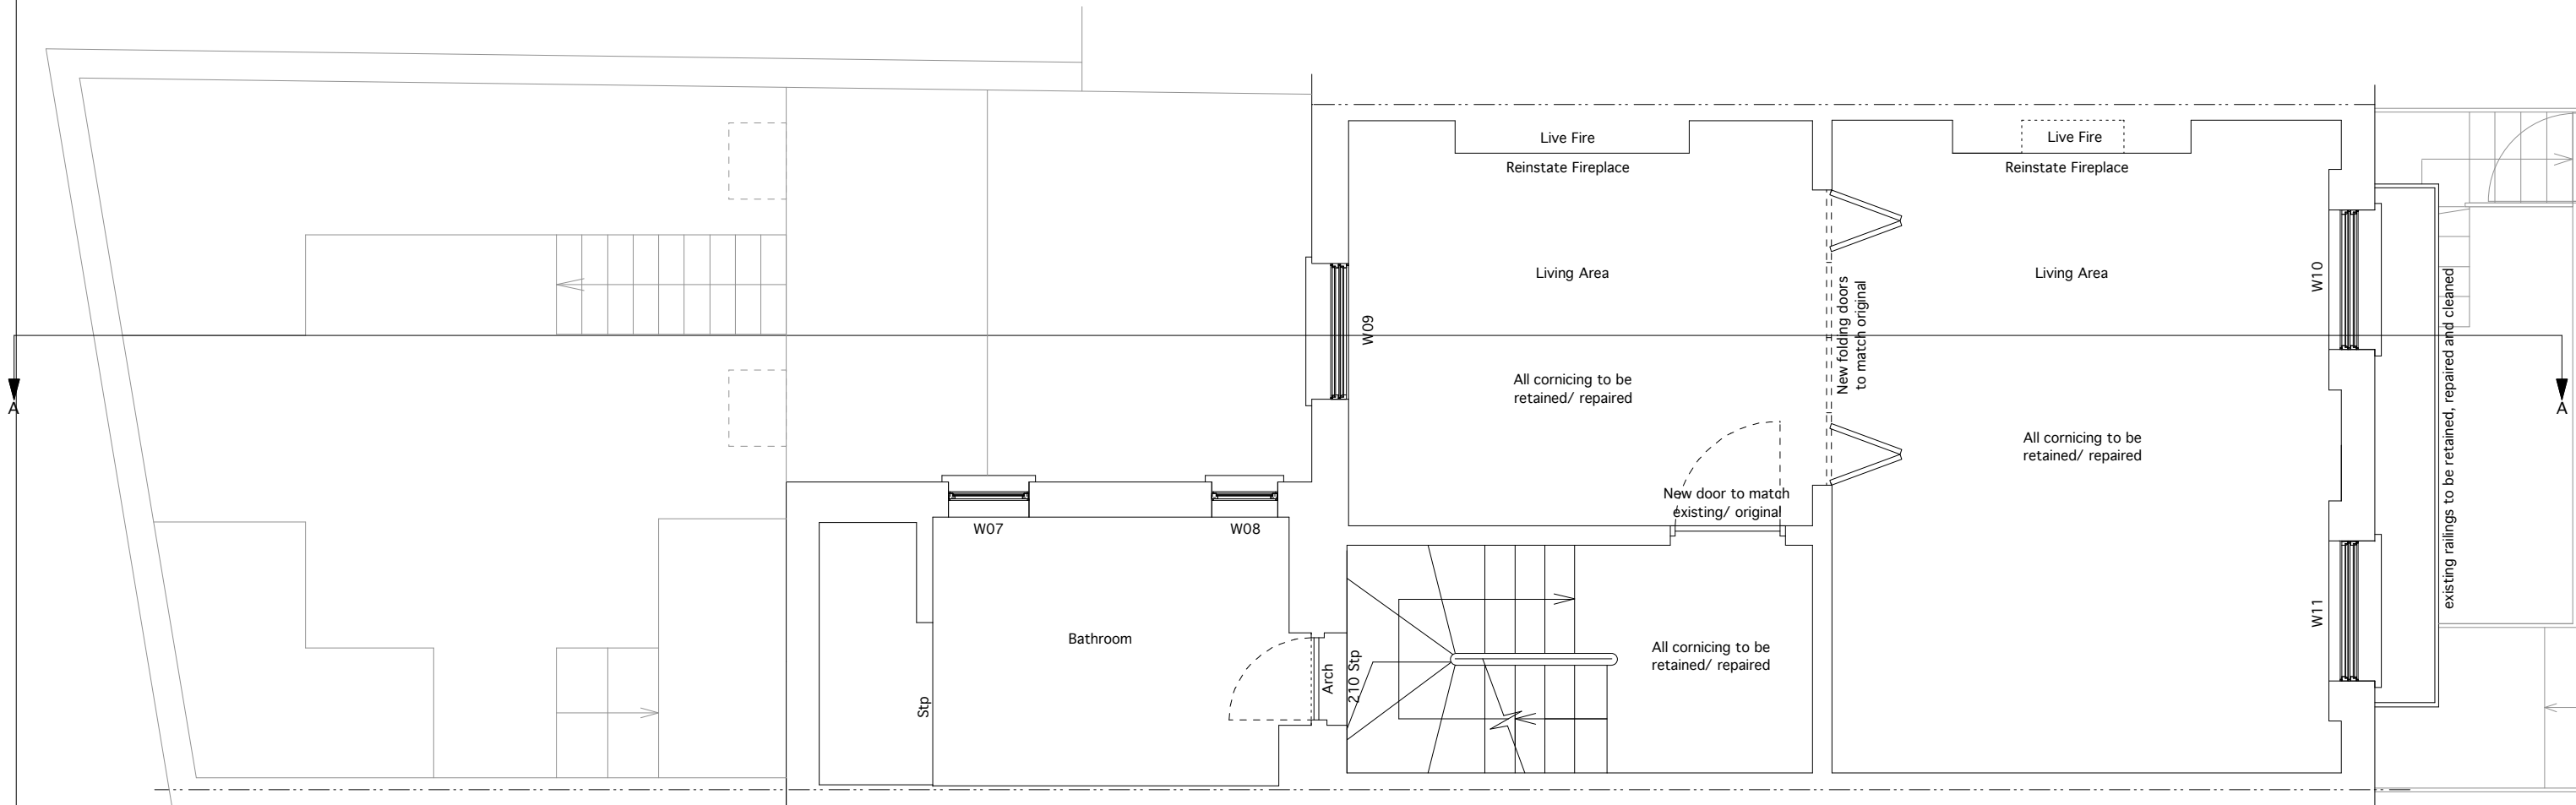 Live Fire
Reinstate Fireplace
Live Fire
Reinstate Fireplace
Living Area
Living Area
W09
New folding doors
to match original
W10
existing railings to be retained, repaired and cleaned
A
A
All cornicing to be
retained/ repaired
All cornicing to be
retained/ repaired
New door to match
existing/ original
W07
W08
W11
Bathroom
Stp
Arch
210 Stp
All cornicing to be
retained/ repaired